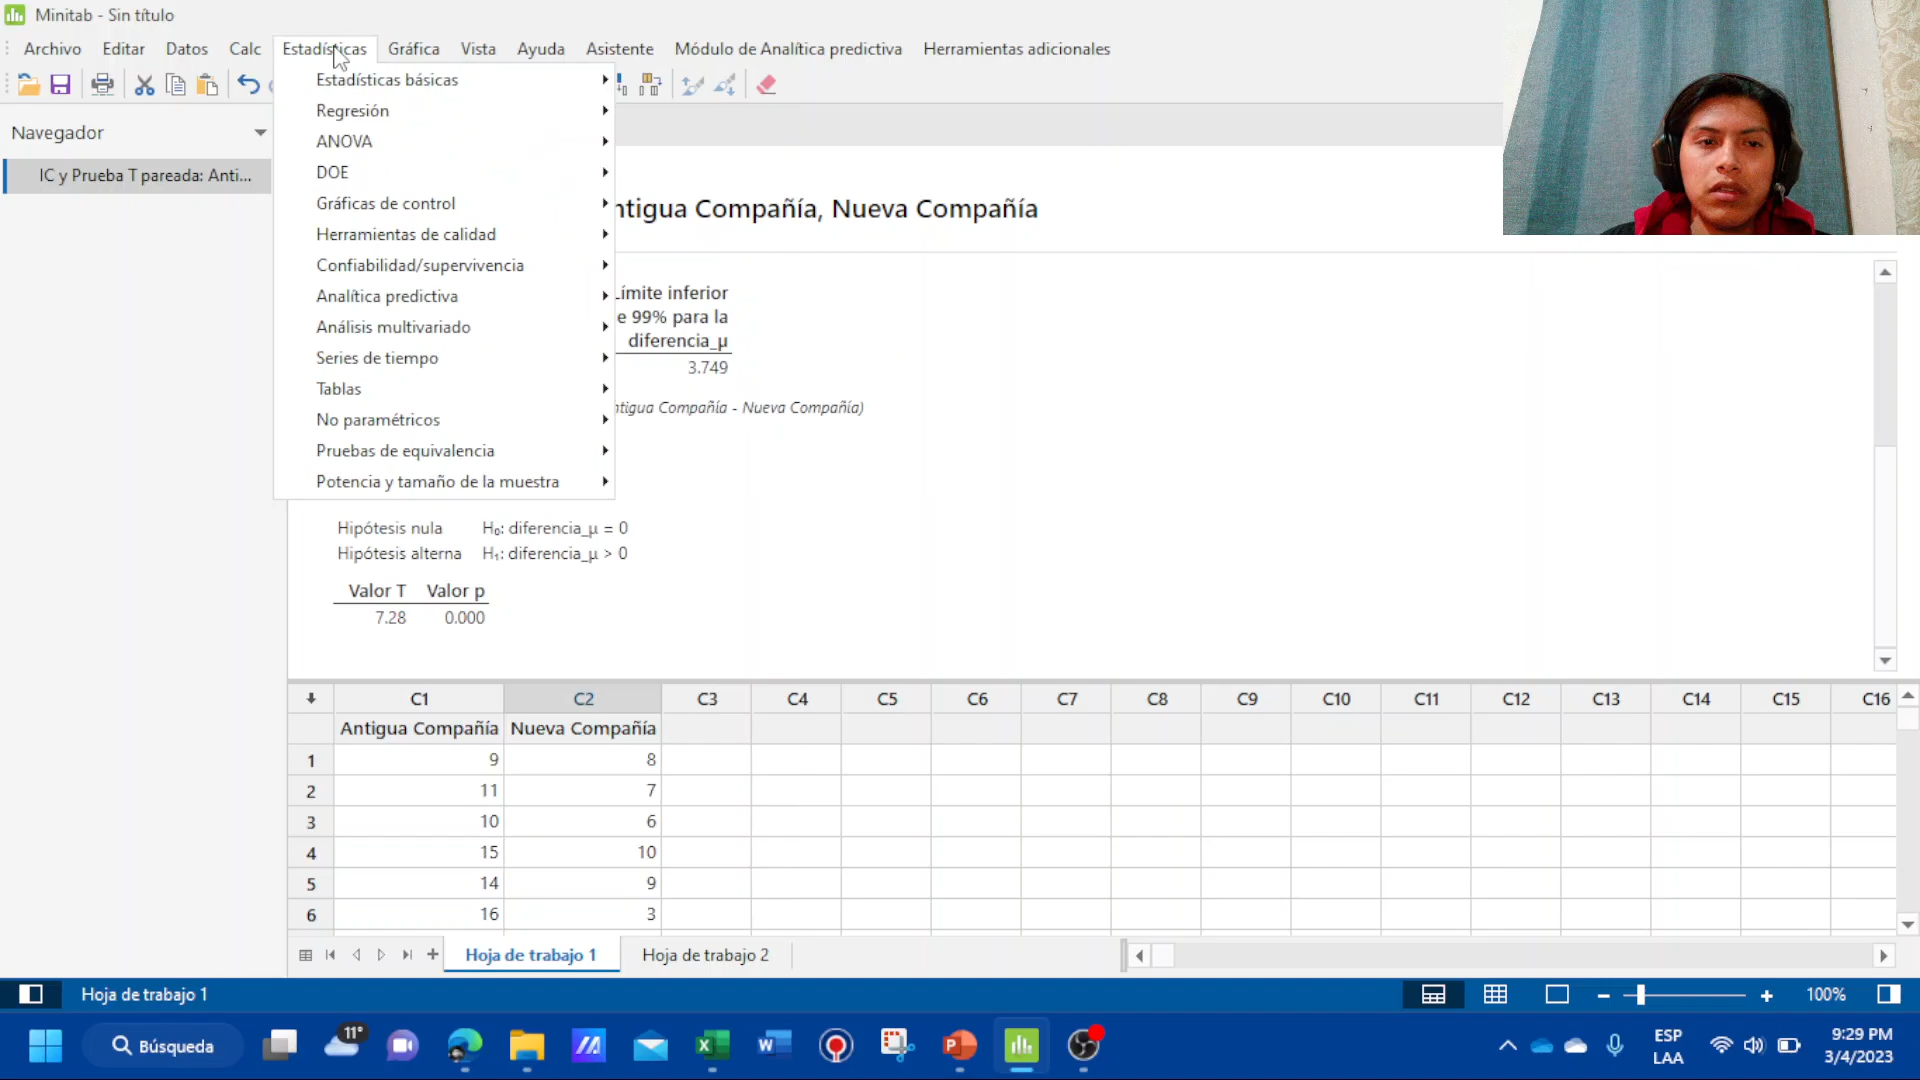 Minitab - Sin título
Archivo Editar Datos Calc Estadísticas Gráfica Vista Ayuda Asistente Módulo de Analítica predictiva Herramientas adicionales
Navegador
IC y Prueba T pareada: Anti...
Estadísticas básicas
Regresión
ANOVA
DOE
Gráficas de control
Herramientas de calidad
Confiabilidad/supervivencia
Analítica predictiva
Análisis multivariado
Series de tiempo
Tablas
No paramétricos
Pruebas de equivalencia
Potencia y tamaño de la muestra
ntigua Compañía, Nueva Compañía
Límite inferior
e 99% para la
diferencia_µ
3.749
ntigua Compañía - Nueva Compañía)
Hipótesis nula H₀: diferencia_µ = 0
Hipótesis alterna H₁: diferencia_µ > 0
Valor T Valor p
7.28 0.000
C1 C2 C3 C4 C5 C6 C7 C8 C9 C10 C11 C12 C13 C14 C15 C16
Antigua Compañía Nueva Compañía
1 9 8
2 11 7
3 10 6
4 15 10
5 14 9
6 16 3
Hoja de trabajo 1 Hoja de trabajo 2
Hoja de trabajo 1 100%
11° Búsqueda
ESP
LAA
9:29 PM
3/4/2023